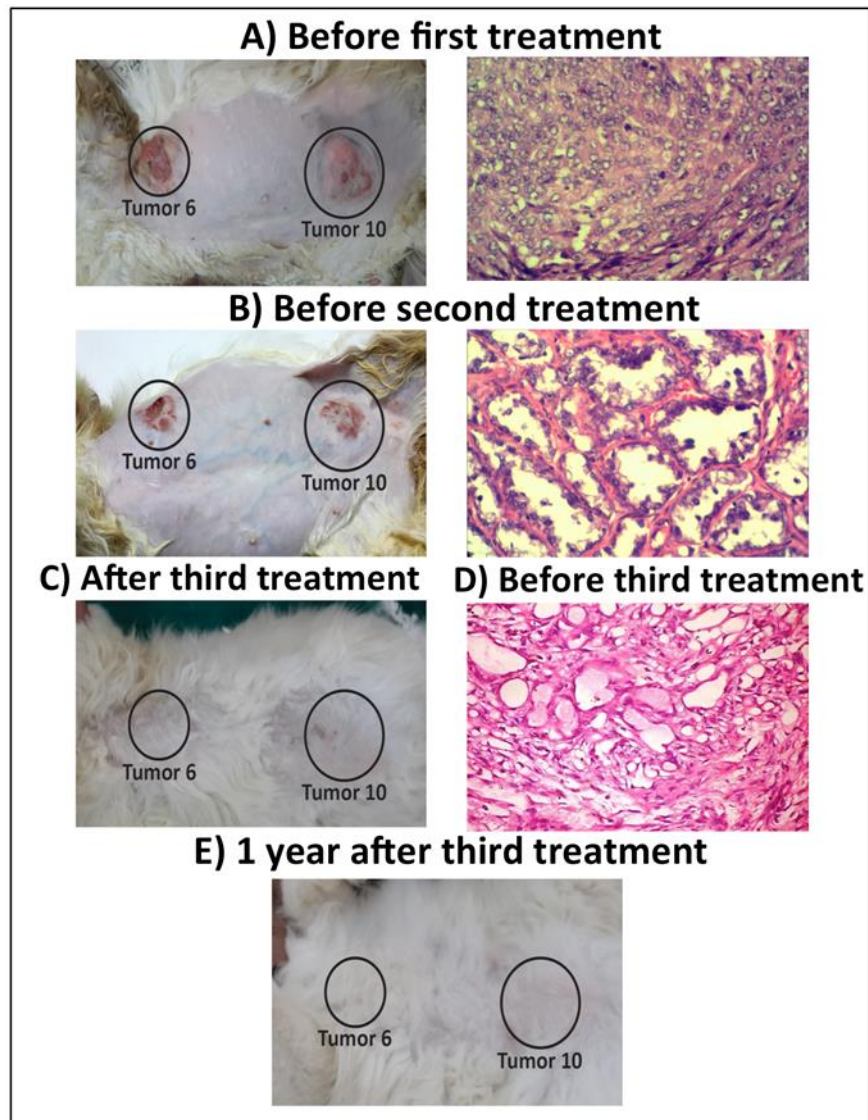 A) Before first treatment
Tumor 6
Tumor 10
B) Before second treatment
Tumor 6
Tumor 10
C) After third treatment
D) Before third treatment
Tumor 6
Tumor 10
E) 1 year after third treatment
Tumor 6
Tumor 10